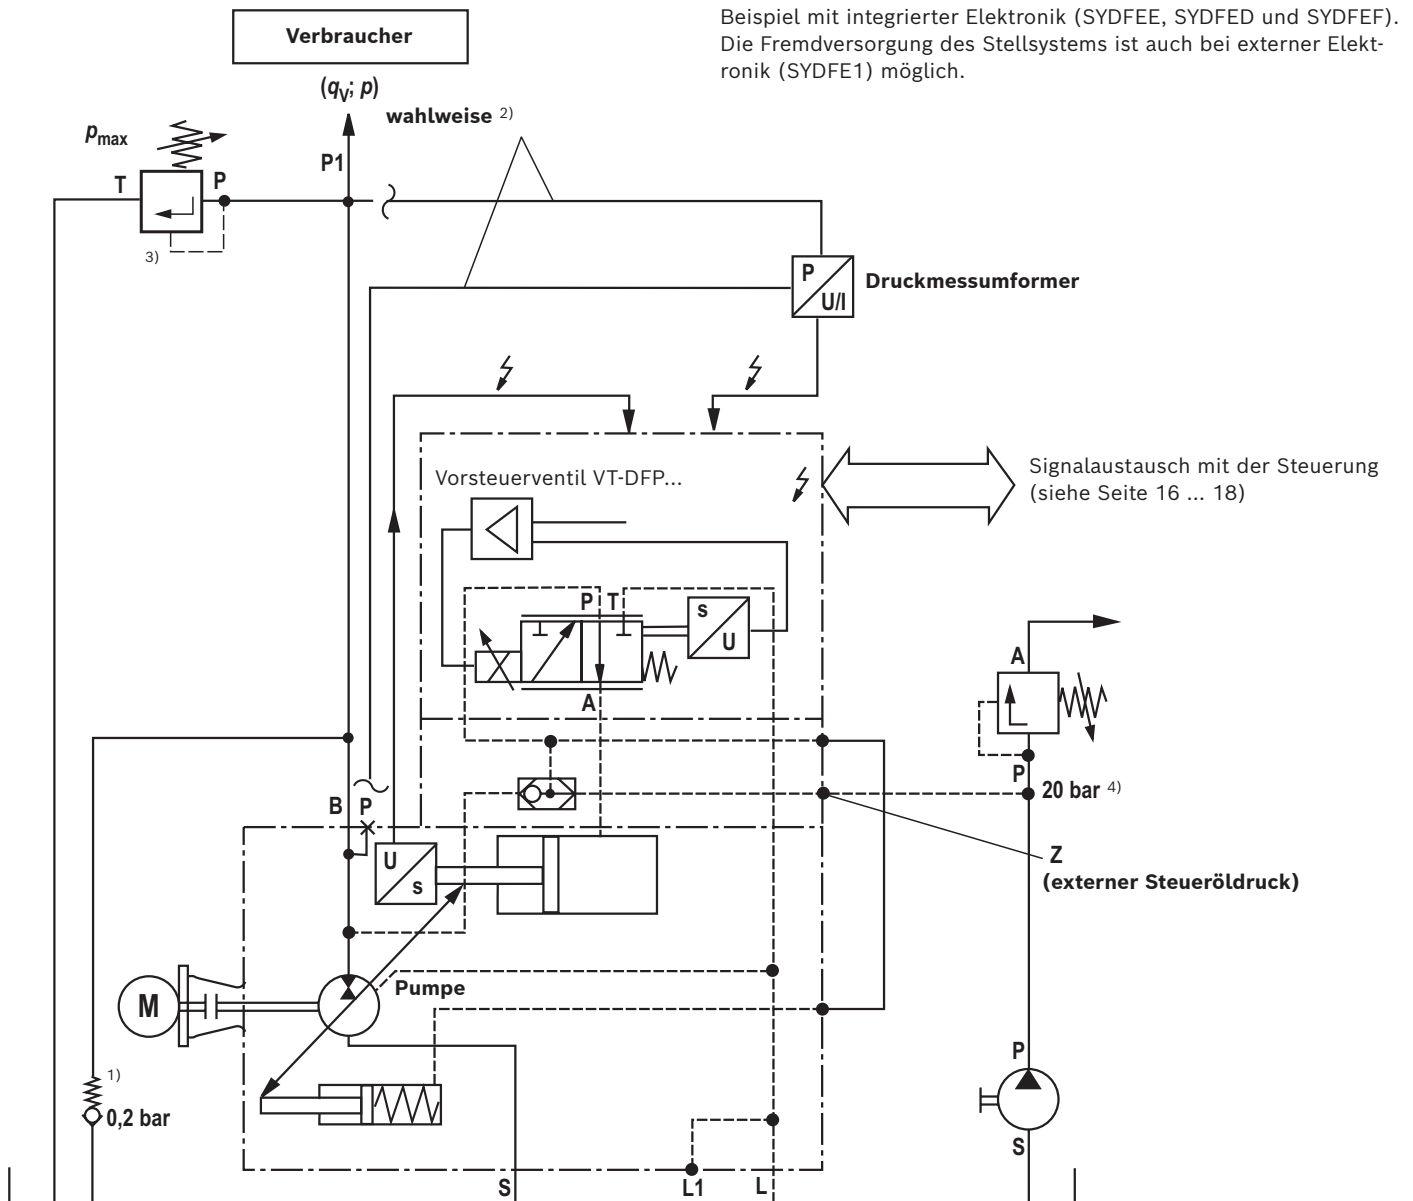 Verbraucher
Beispiel mit integrierter Elektronik (SYDFEE, SYDFED und SYDFEF).
Die Fremdversorgung des Stellsystems ist auch bei externer Elekt-
ronik (SYDFE1) möglich.
(qV; p)
wahlweise 2)
pmax
P1
T
P
3)
P
U/I
Druckmessumformer
Vorsteuerventil VT-DFP...
Signalaustausch mit der Steuerung
(siehe Seite 16 ... 18)
P
T
s
U
A
A
P
20 bar 4)
B
P
Z
(externer Steueröldruck)
U
s
Pumpe
M
1)
0,2 bar
P
S
S
L1
L